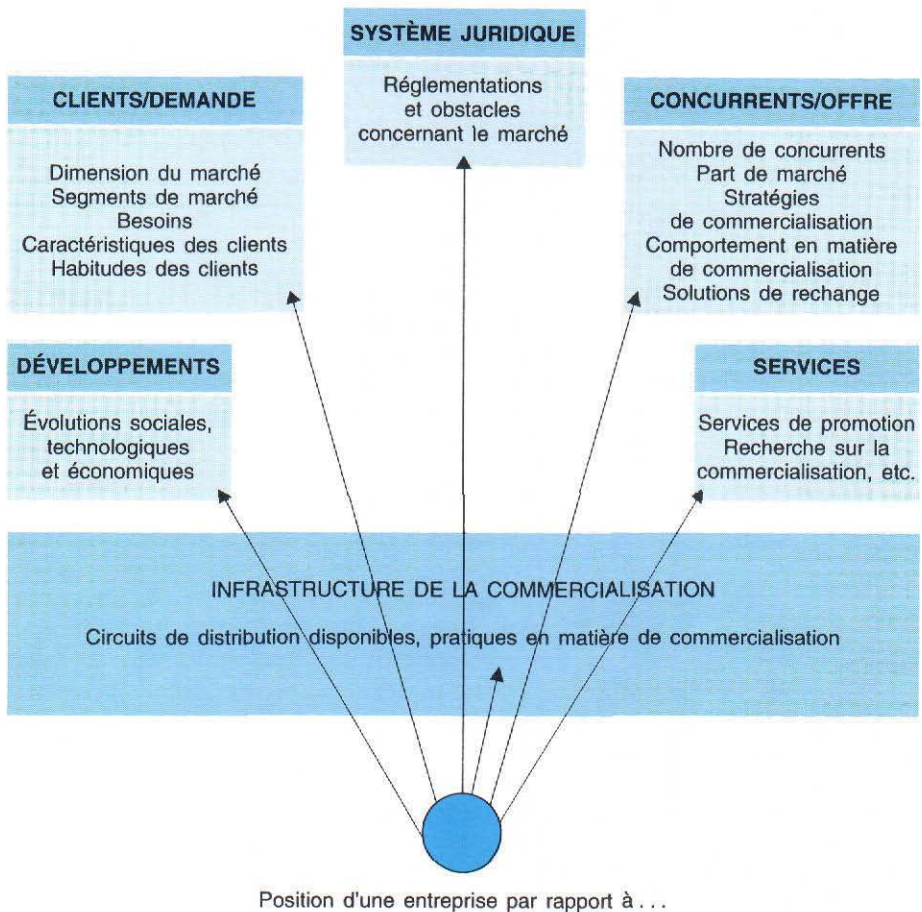 SYSTÈME JURIDIQUE
Réglementations
et obstacles
concernant le marché
CLIENTS/DEMANDE
Dimension du marché
Segments de marché
Besoins
Caractéristiques des clients
Habitudes des clients
CONCURRENTS/OFFRE
Nombre de concurrents
Part de marché
Stratégies
de commercialisation
Comportement en matière
de commercialisation
Solutions de rechange
DÉVELOPPEMENTS
Évolutions sociales,
technologiques
et économiques
SERVICES
Services de promotion
Recherche sur la
commercialisation, etc.
INFRASTRUCTURE DE LA COMMERCIALISATION
Circuits de distribution disponibles, pratiques en matière de commercialisation
Position d'une entreprise par rapport à . . .